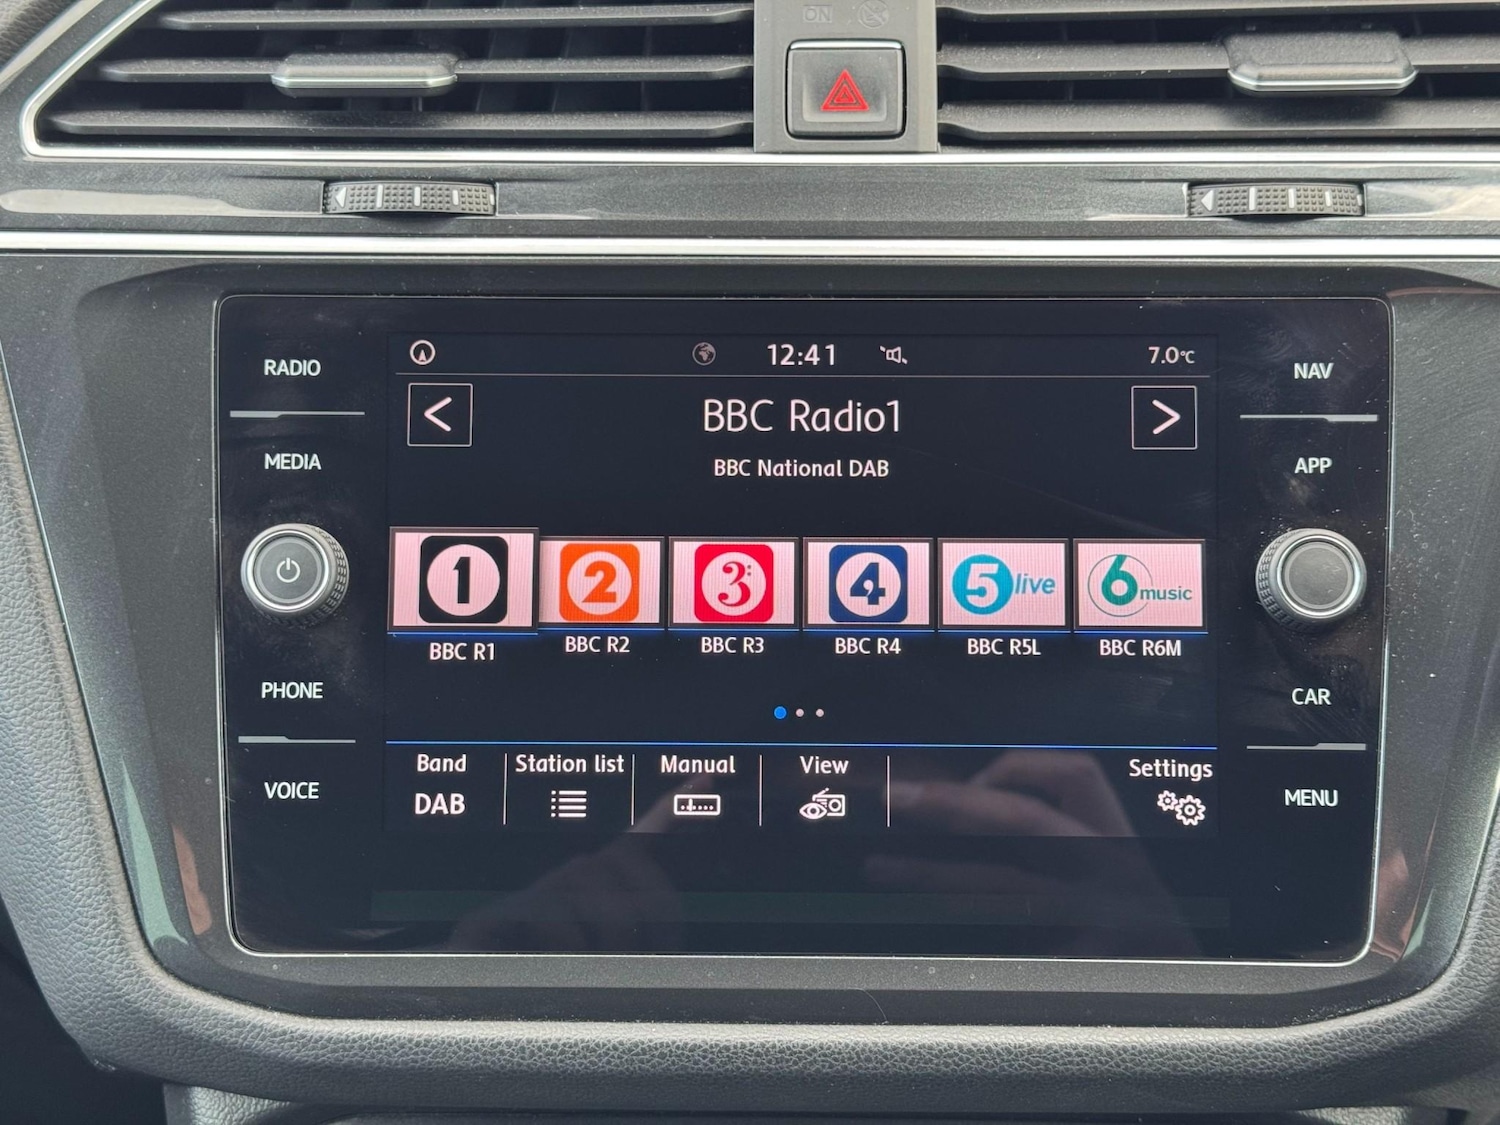 ON
RADIO
MEDIA
PHONE
VOICE
12:41
7.0°C
<
BBC Radio1
>
BBC National DAB
1
2
3
4
5 live
6 music
BBC R1
BBC R2
BBC R3
BBC R4
BBC R5L
BBC R6M
Band
Station list
Manual
View
Settings
DAB
NAV
APP
CAR
MENU